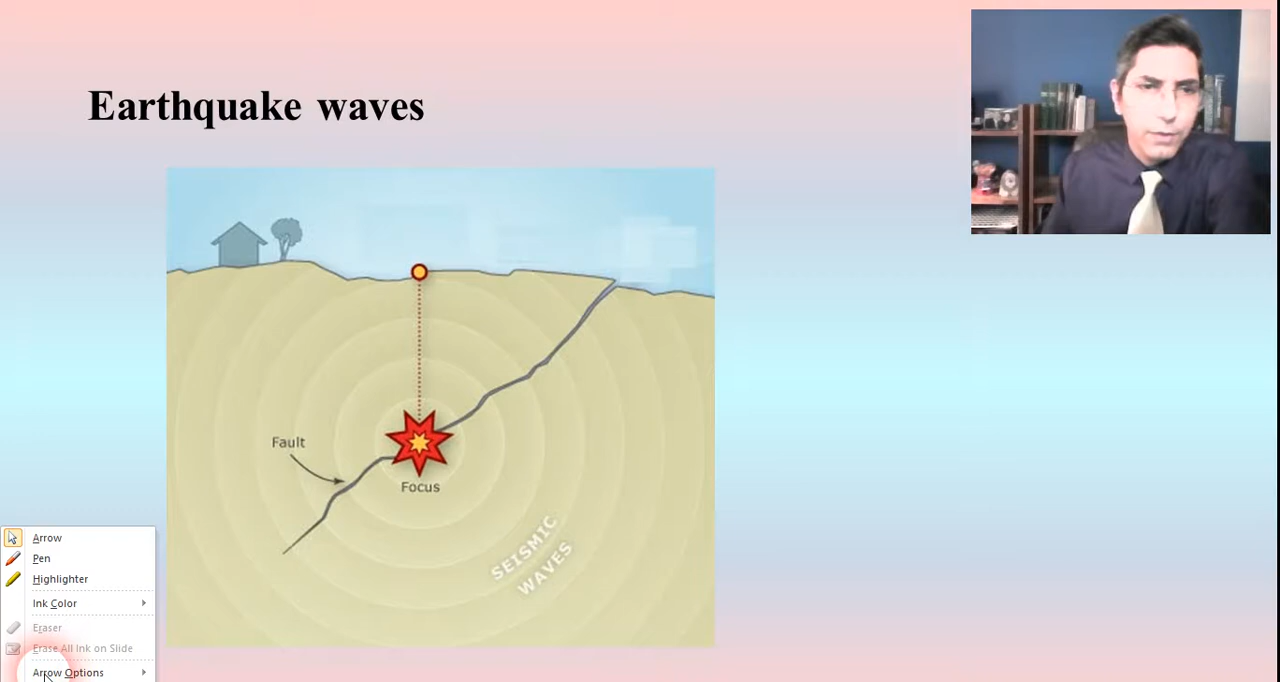 Earthquake waves
Fault
Focus
SEISMIC
WAVES
Arrow
Pen
Highlighter
Ink Color
Eraser
Erase All Ink on Slide
Arrow Options